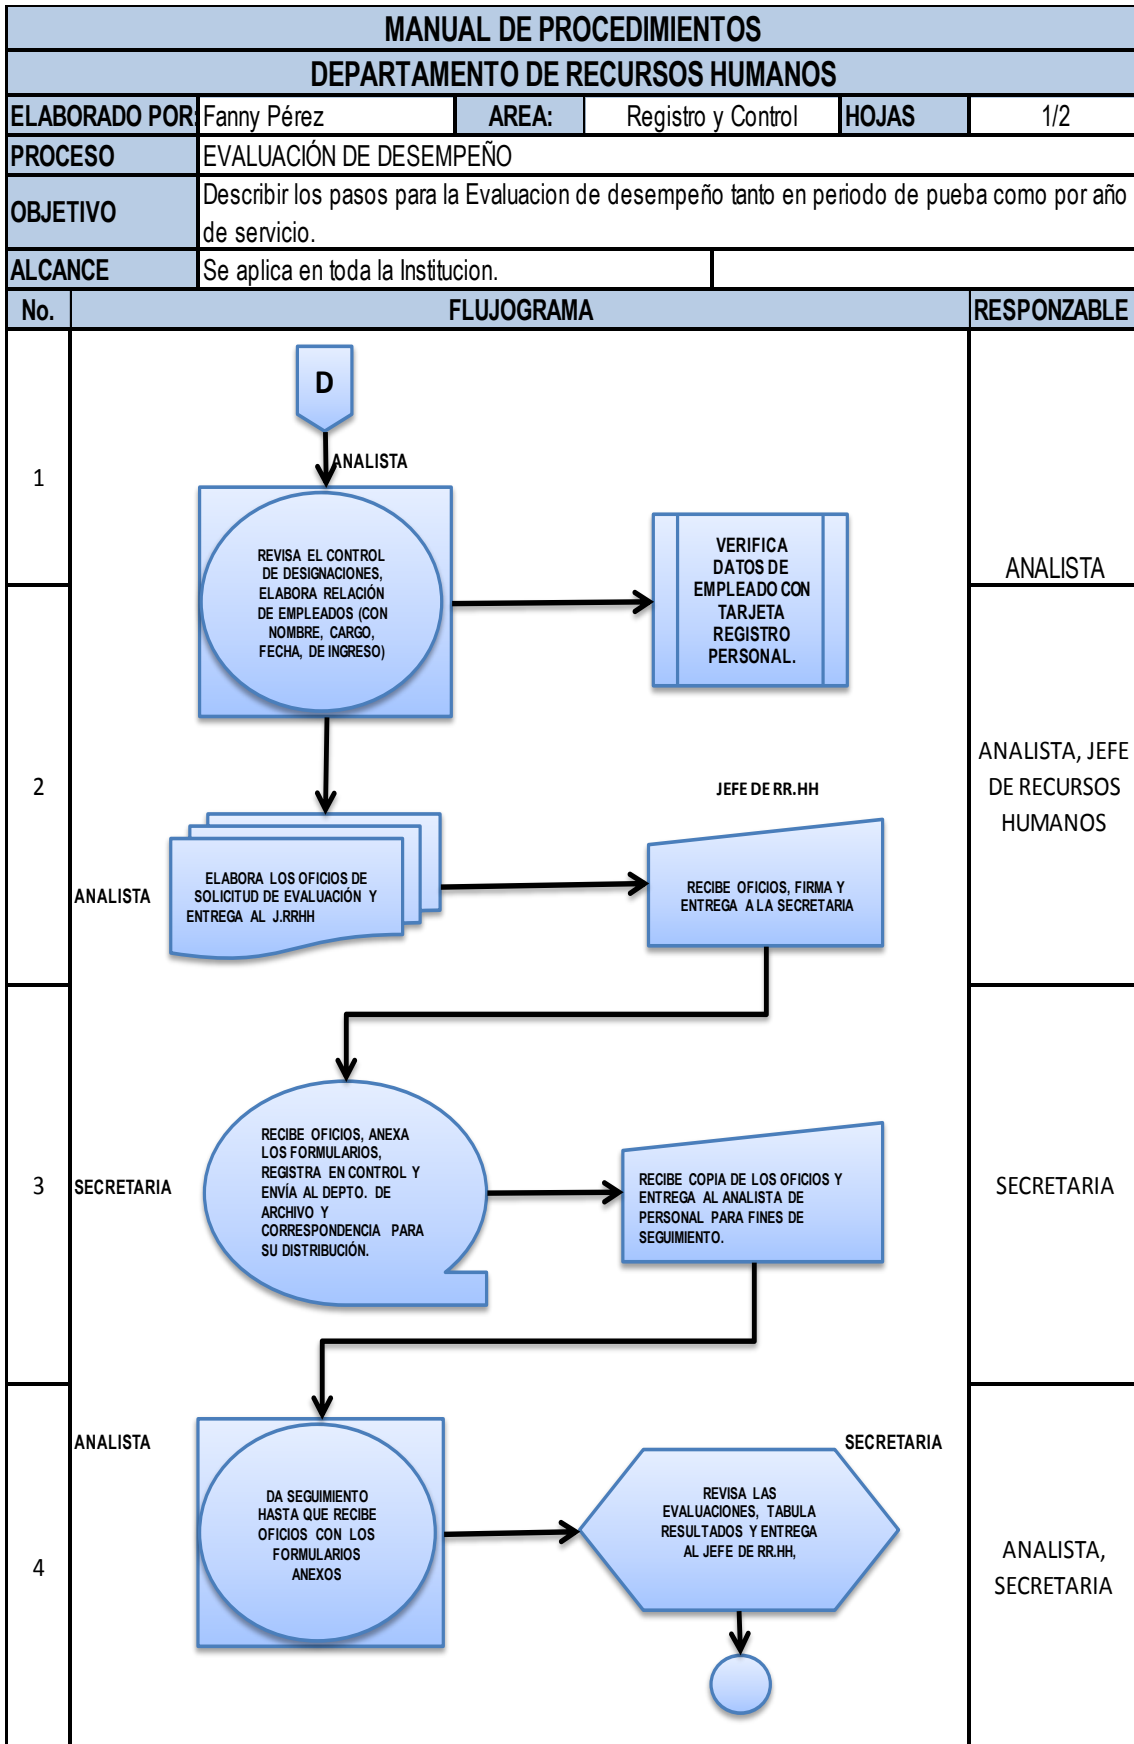 MANUAL DE PROCEDIMIENTOS
DEPARTAMENTO DE RECURSOS HUMANOS
ELABORADO POR: Fanny Pérez AREA: Registro y Control HOJAS 1/2
PROCESO EVALUACIÓN DE DESEMPEÑO
OBJETIVO
Describir los pasos para la Evaluacion de desempeño tanto en periodo de pueba como por año
de servicio.
ALCANCE Se aplica en toda la Institucion.
No. FLUJOGRAMA RESPONZABLE
1
D
ANALISTA
REVISA EL CONTROL
DE DESIGNACIONES,
ELABORA RELACIÓN
DE EMPLEADOS (CON
NOMBRE, CARGO,
FECHA, DE INGRESO)
VERIFICA
DATOS DE
EMPLEADO CON
TARJETA
REGISTRO
PERSONAL.
ANALISTA
2
ANALISTA
ELABORA LOS OFICIOS DE
SOLICITUD DE EVALUACIÓN Y
ENTREGA AL J.RRHH
JEFE DE RR.HH
RECIBE OFICIOS, FIRMA Y
ENTREGA A LA SECRETARIA
ANALISTA, JEFE
DE RECURSOS
HUMANOS
3
SECRETARIA
RECIBE OFICIOS, ANEXA
LOS FORMULARIOS,
REGISTRA EN CONTROL Y
ENVÍA AL DEPTO. DE
ARCHIVO Y
CORRESPONDENCIA PARA
SU DISTRIBUCIÓN.
RECIBE COPIA DE LOS OFICIOS Y
ENTREGA AL ANALISTA DE
PERSONAL PARA FINES DE
SEGUIMIENTO.
SECRETARIA
4
ANALISTA
DA SEGUIMIENTO
HASTA QUE RECIBE
OFICIOS CON LOS
FORMULARIOS
ANEXOS
SECRETARIA
REVISA LAS
EVALUACIONES, TABULA
RESULTADOS Y ENTREGA
AL JEFE DE RR.HH,
ANALISTA,
SECRETARIA